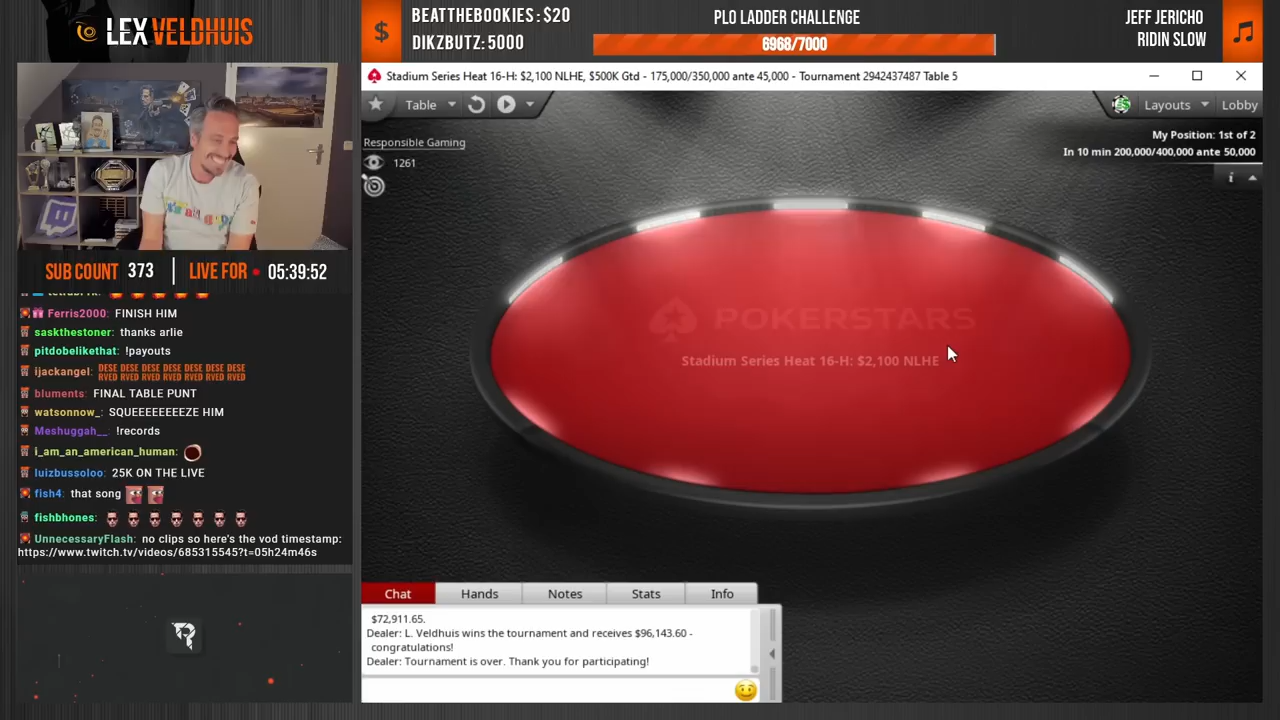 LEX VELDHUIS
BEATTHEBOOKIES : $20
DIKZBUTZ: 5000
PLO LADDER CHALLENGE
6968/7000
JEFF JERICHO
RIDIN SLOW
Stadium Series Heat 16-H: $2,100 NLHE, $500K Gtd - 175,000/350,000 ante 45,000 - Tournament 2942437487 Table 5
Table
Layouts
Lobby
Responsible Gaming
1261
My Position: 1st of 2
In 10 min 200,000/400,000 ante 50,000
POKERSTARS
Stadium Series Heat 16-H: $2,100 NLHE
SUB COUNT 373
LIVE FOR 05:39:52
Ferris2000: FINISH HIM
saskthestoner: thanks arlie
pitdobelikethat: !payouts
ijackangel: DESE RVED DESE RVED DESE RVED DESE RVED DESE RVED DESE RVED DESE RVED
bluments: FINAL TABLE PUNT
watsonnow_: SQUEEEEEEEZE HIM
Meshuggah__: !records
i_am_an_american_human:
luizbussoloo: 25K ON THE LIVE
fish4: that song
fishbhones:
UnnecessaryFlash: no clips so here's the vod timestamp:
https://www.twitch.tv/videos/685315545?t=05h24m46s
Chat
Hands
Notes
Stats
Info
$72,911.65.
Dealer: L. Veldhuis wins the tournament and receives $96,143.60 -
congratulations!
Dealer: Tournament is over. Thank you for participating!